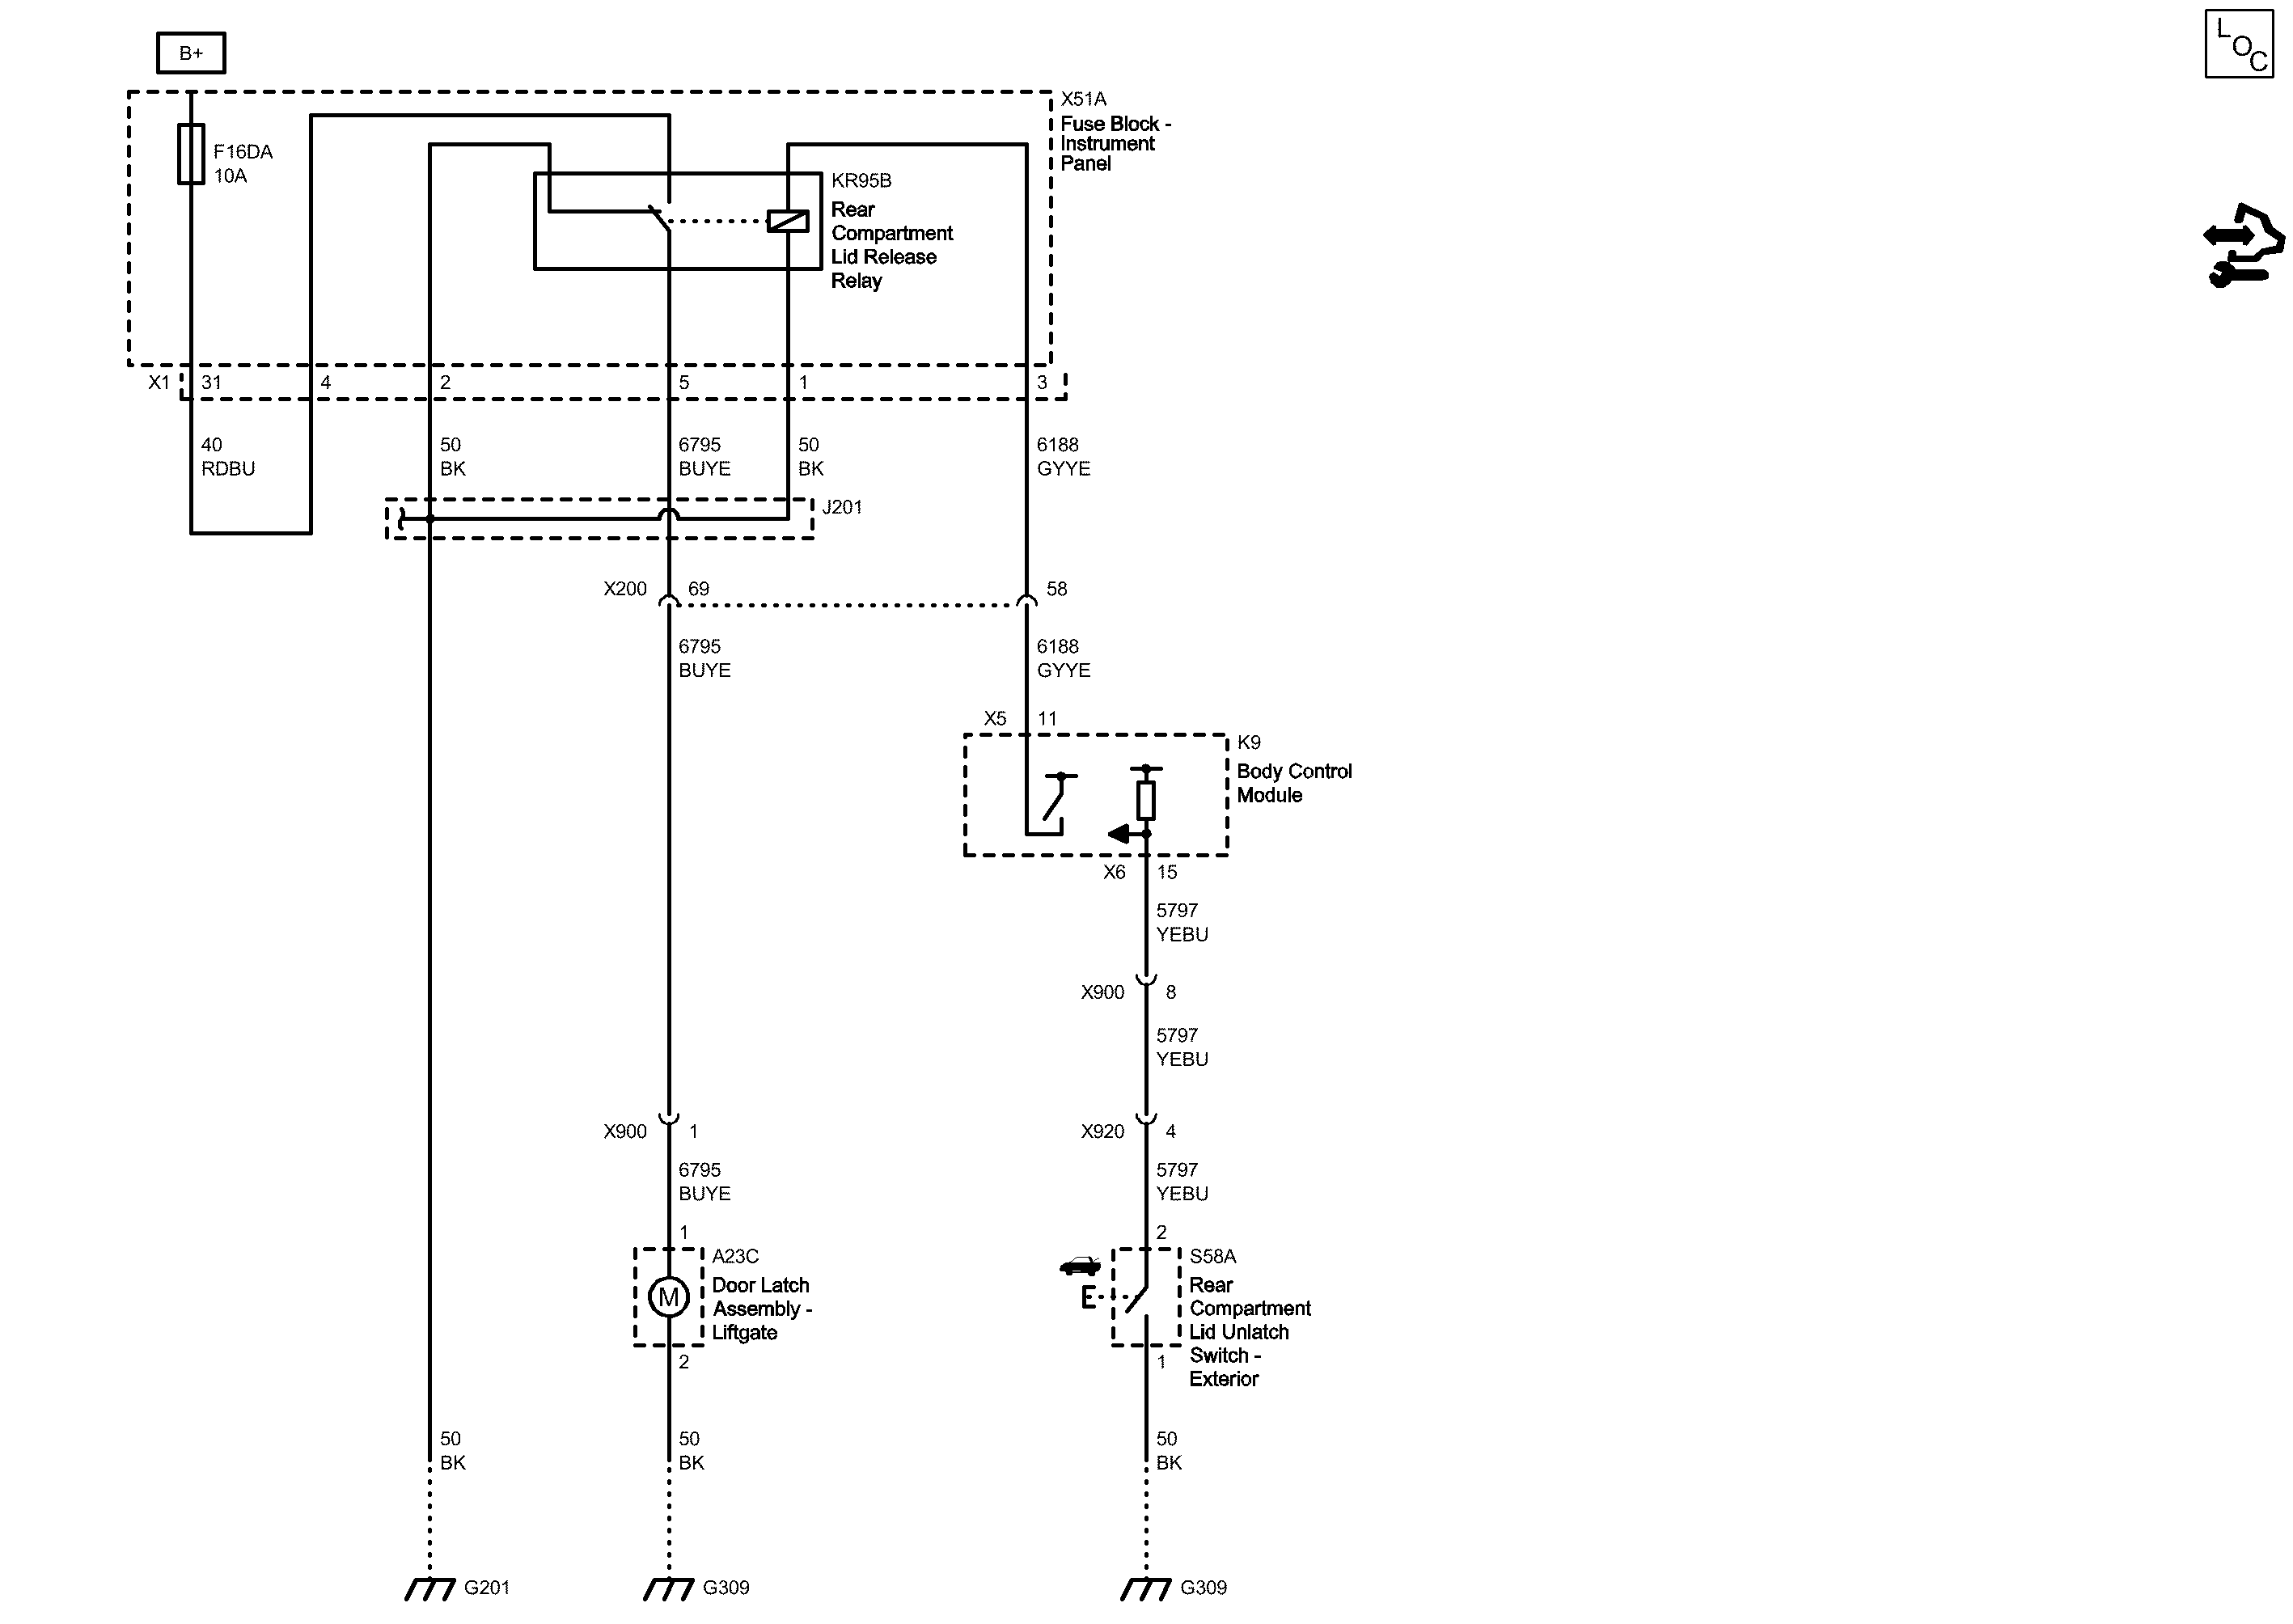 B+
LOC
X51A
Fuse Block -
Instrument
Panel
F16DA
10A
KR95B
Rear
Compartment
Lid Release
Relay
X1 31 4 2 5 1 3
40 50 6795 50 6188
RDBU BK BUYE BK GYYE
J201
X200 69 58
6795 6188
BUYE GYYE
X5 11
K9
Body Control
Module
X6 15
5797
YEBU
X900 8
5797
YEBU
X900 1 X920 4
6795 5797
BUYE YEBU
1 2
A23C
Door Latch
Assembly -
Liftgate
M
2
S58A
Rear
Compartment
Lid Unlatch
Switch -
Exterior
1
50 50 50
BK BK BK
G201 G309 G309